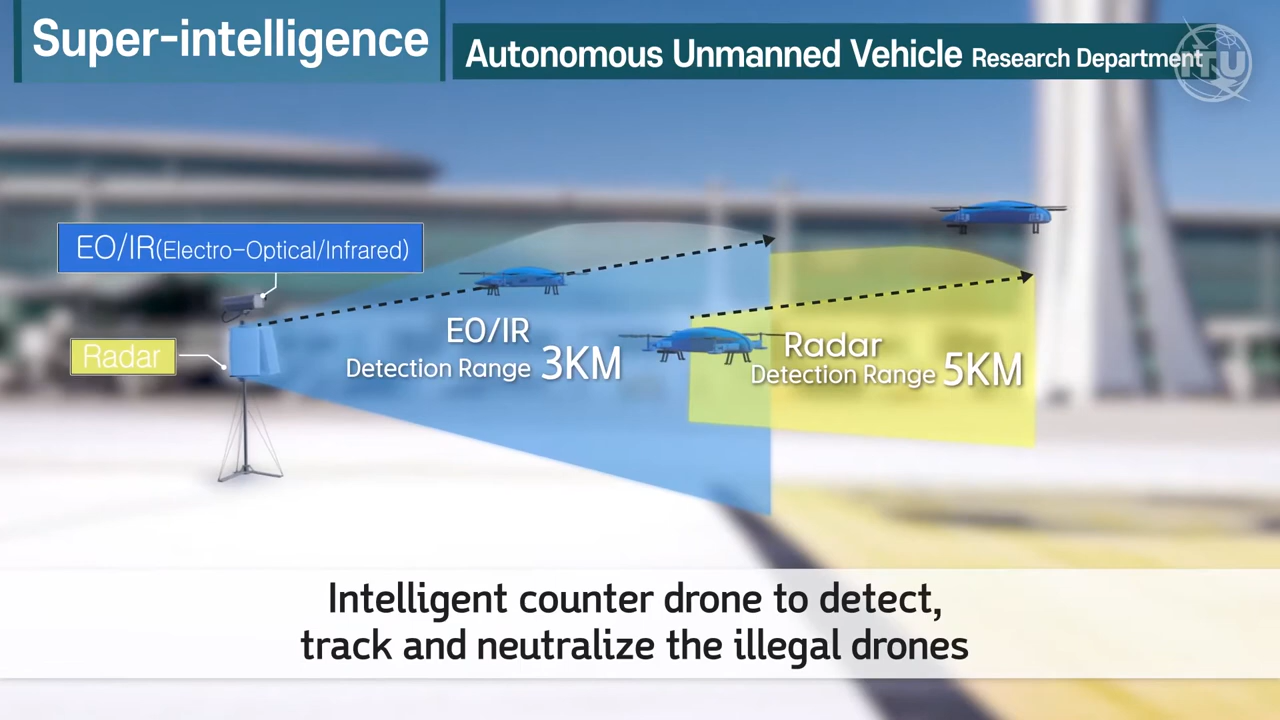 Super-intelligence
Autonomous Unmanned Vehicle Research Department
ITU
EO/IR(Electro-Optical/Infrared)
Radar
EO/IR
Detection Range 3KM
Radar
Detection Range 5KM
Intelligent counter drone to detect,
track and neutralize the illegal drones